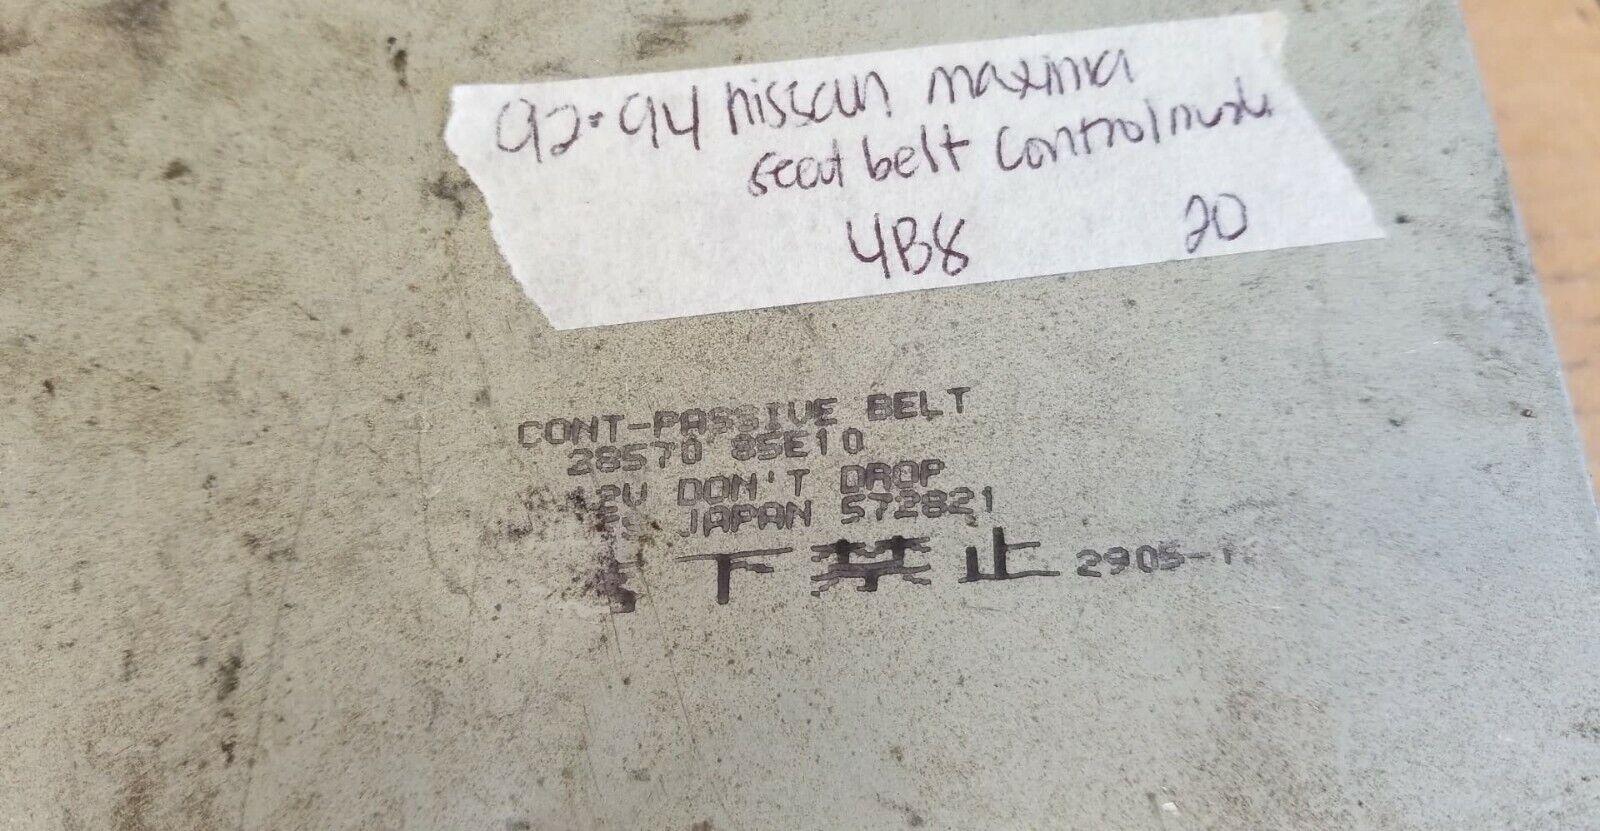 92-94 nissan maxima
seat belt control
4B8 20
CONT-PASSIVE BELT
28570 85E10
12V DON'T DROP
JAPAN 572821
下禁止 2905-1